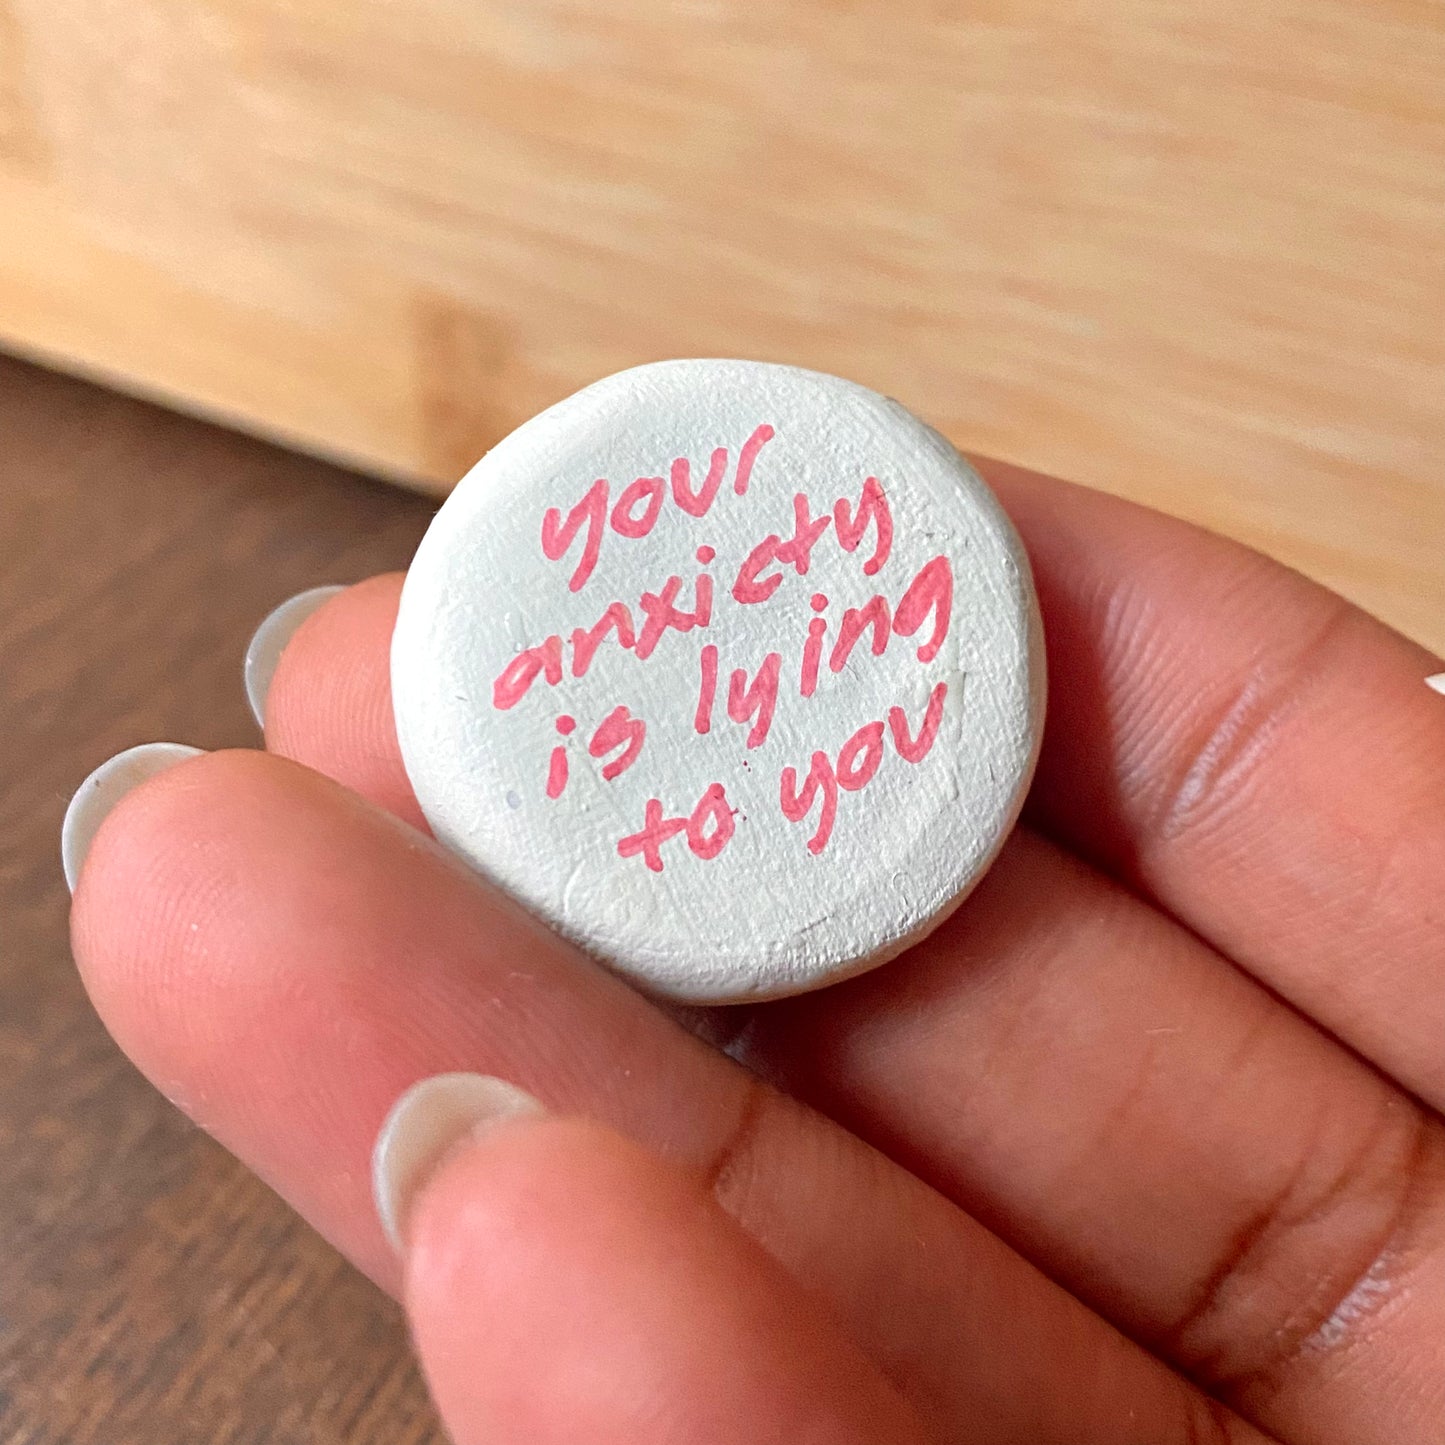 your
anxiety
is lying
to you